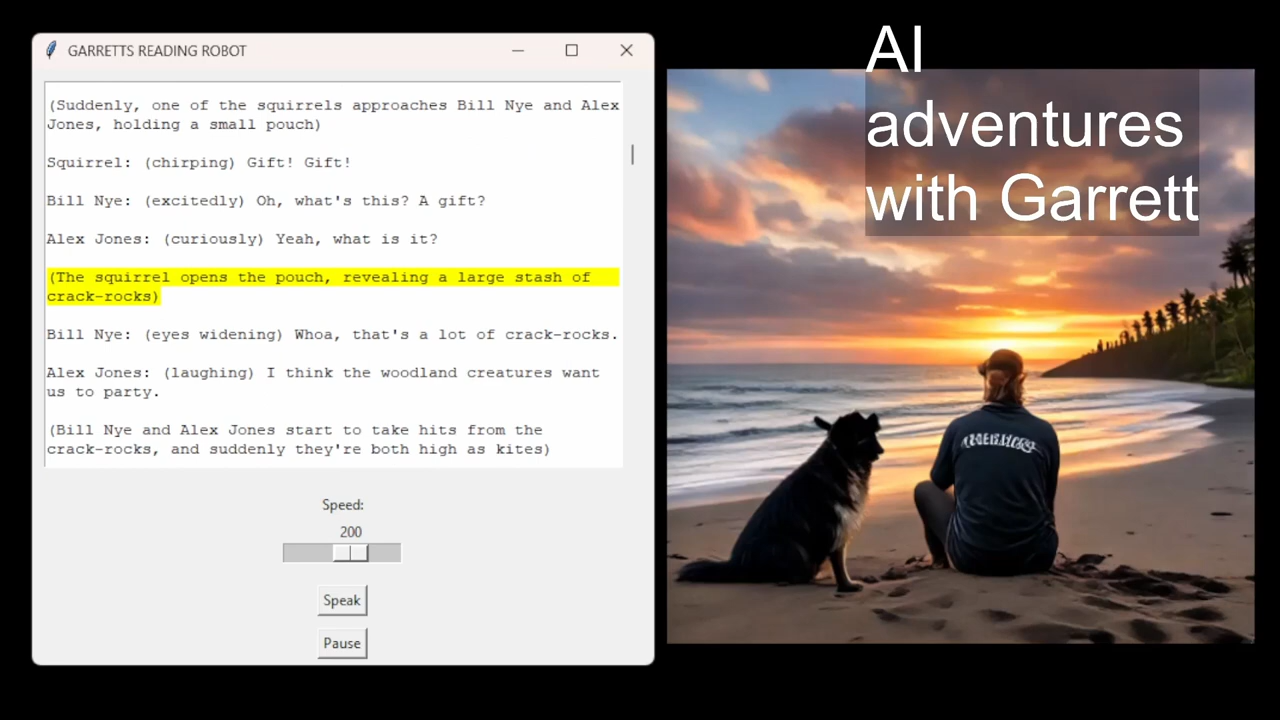 GARRETTS READING ROBOT
(Suddenly, one of the squirrels approaches Bill Nye and Alex
Jones, holding a small pouch)
Squirrel: (chirping) Gift! Gift!
Bill Nye: (excitedly) Oh, what's this? A gift?
Alex Jones: (curiously) Yeah, what is it?
(The squirrel opens the pouch, revealing a large stash of
crack-rocks)
Bill Nye: (eyes widening) Whoa, that's a lot of crack-rocks.
Alex Jones: (laughing) I think the woodland creatures want
us to party.
(Bill Nye and Alex Jones start to take hits from the
crack-rocks, and suddenly they're both high as kites)
Speed:
200
Speak
Pause
AI
adventures
with Garrett